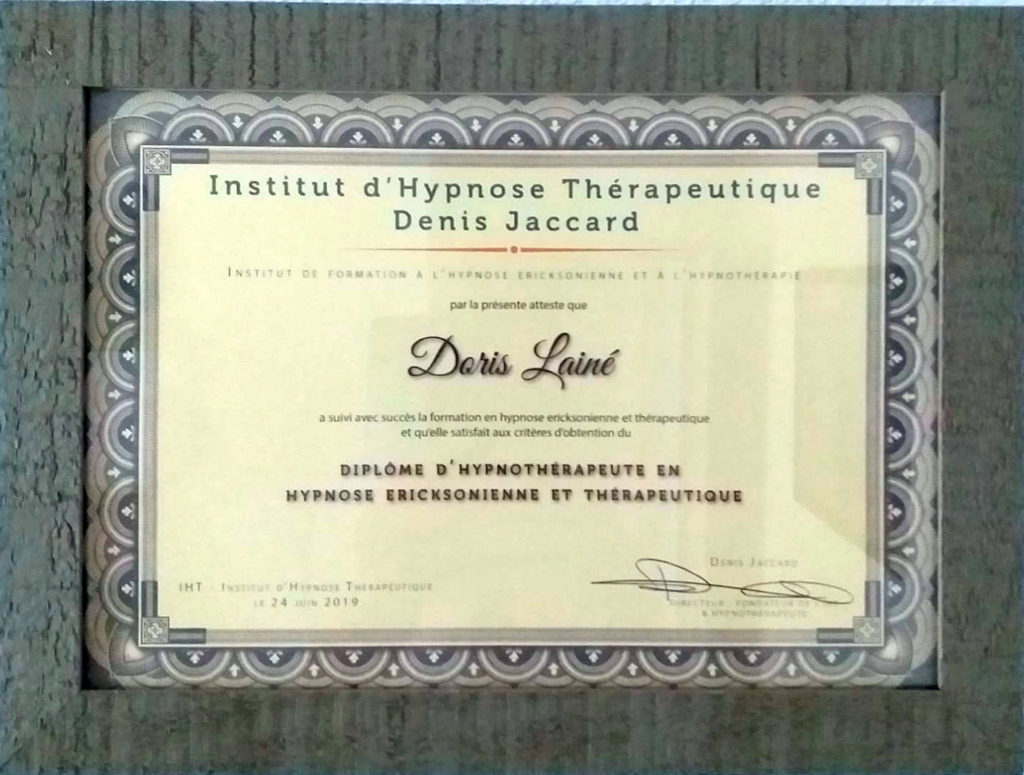 Institut d'Hypnose Thérapeutique
Denis Jaccard
Institut de formation a l'hypnose ericksonienne et à l'hypnothérapie
par la présente atteste que
Doris Lainé
a suivi avec succès la formation en hypnose ericksonienne et thérapeutique
et qu'elle satisfait aux critères d'obtention du
DIPLÔME D'HYPNOTHÉRAPEUTE EN
HYPNOSE ERICKSONIENNE ET THÉRAPEUTIQUE
IHT - Institut d'Hypnose Thérapeutique
le 24 juin 2019
Denis Jaccard
Directeur - Fondateur de
& Hypnothérapeute